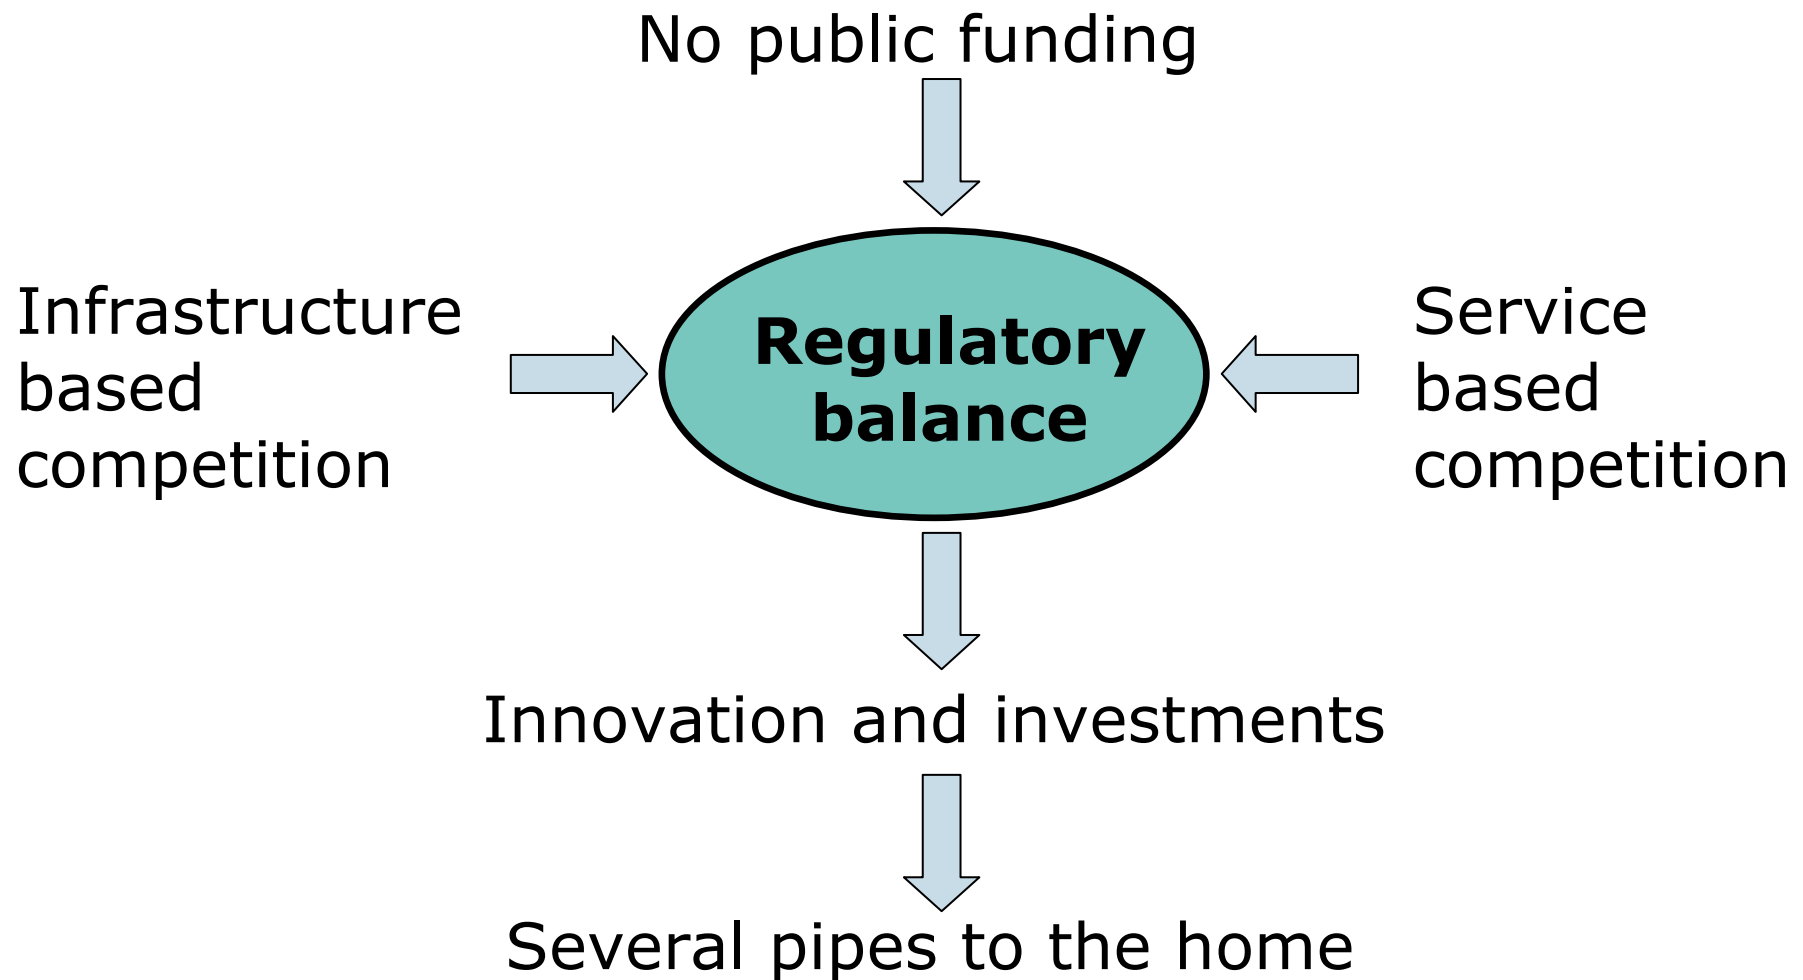 No public funding
Infrastructure
based
competition
Regulatory
balance
Service
based
competition
Innovation and investments
Several pipes to the home